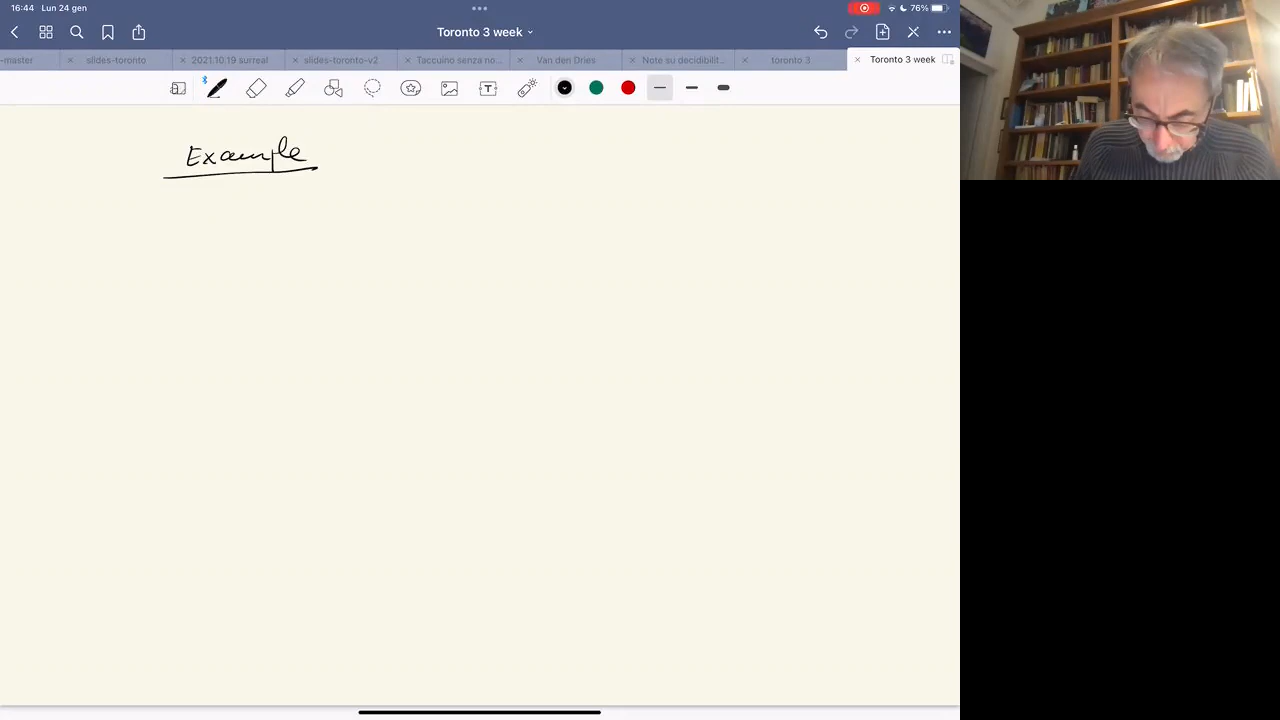 16:44 Lun 24 gen
76%
Toronto 3 week
-master
slides-toronto
2021.10.19 surreal
slides-toronto-v2
Taccuino senza no...
Van den Dries
Note su decidibilit...
toronto 3
Toronto 3 week
T
Example